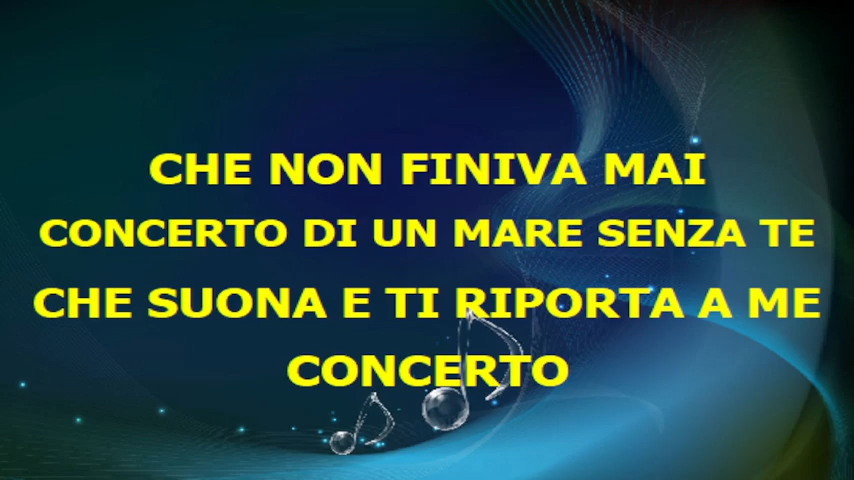 CHE NON FINIVA MAI
CONCERTO DI UN MARE SENZA TE
CHE SUONA E TI RIPORTA A ME
CONCERTO